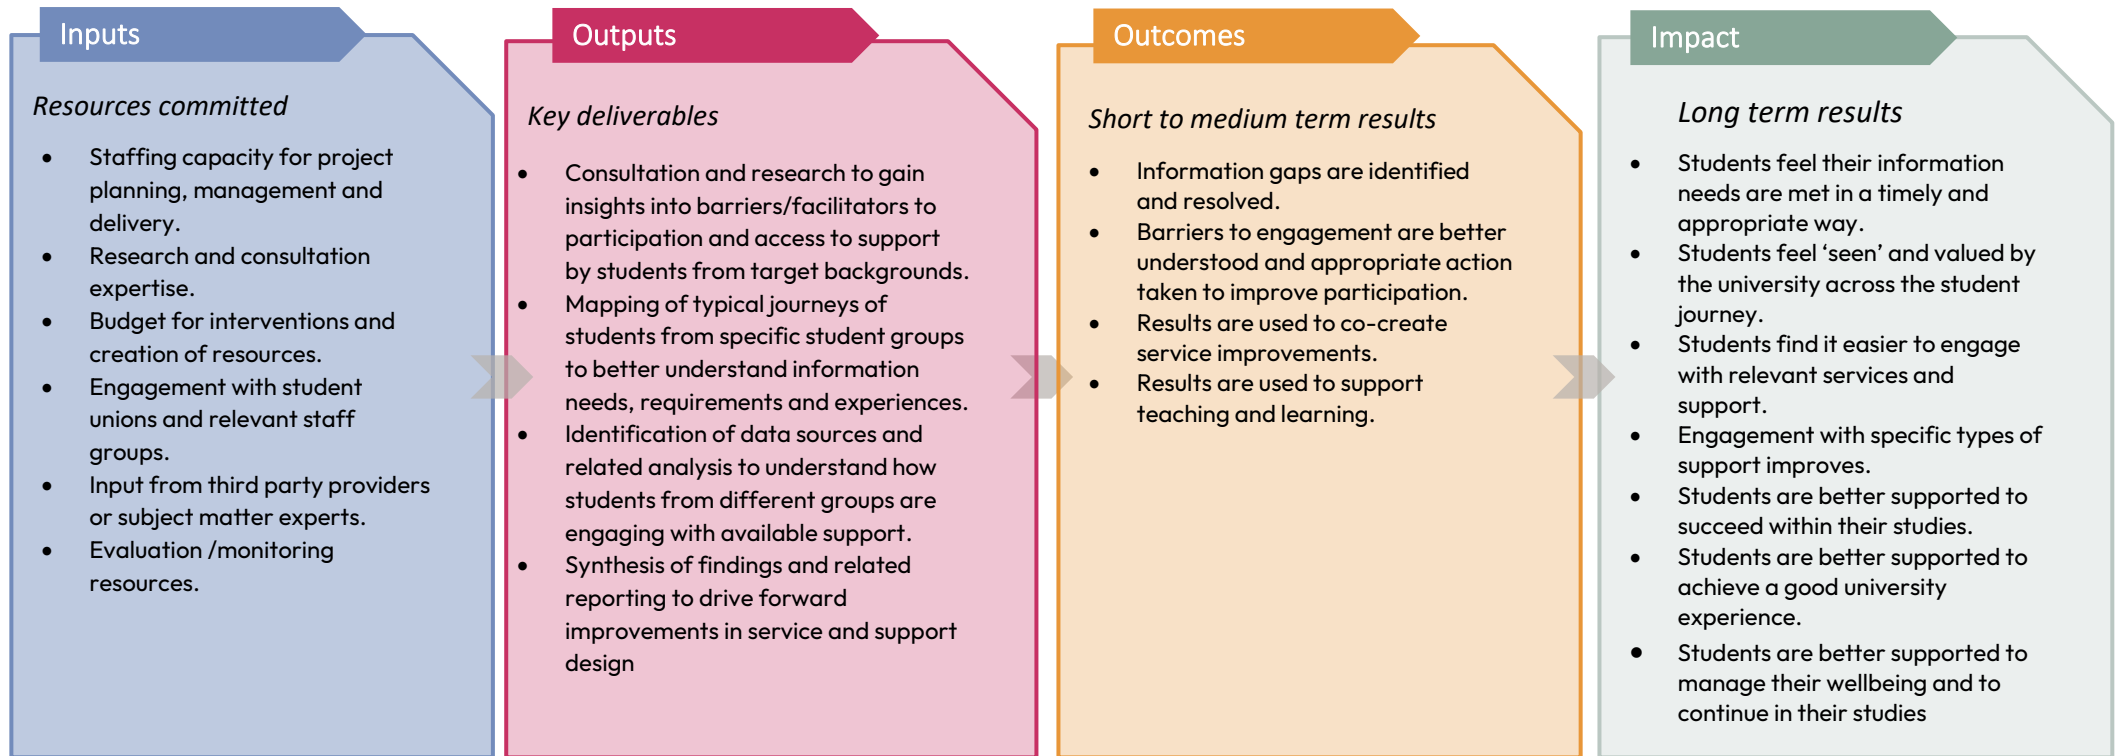 Inputs
Resources committed
• Staffing capacity for project
planning, management and
delivery.
• Research and consultation
expertise.
• Budget for interventions and
creation of resources.
• Engagement with student
unions and relevant staff
groups.
• Input from third party providers
or subject matter experts.
• Evaluation /monitoring
resources.
Outputs
Key deliverables
• Consultation and research to gain
insights into barriers/facilitators to
participation and access to support
by students from target backgrounds.
• Mapping of typical journeys of
students from specific student groups
to better understand information
needs, requirements and experiences.
• Identification of data sources and
related analysis to understand how
students from different groups are
engaging with available support.
• Synthesis of findings and related
reporting to drive forward
improvements in service and support
design
Outcomes
Short to medium term results
• Information gaps are identified
and resolved.
• Barriers to engagement are better
understood and appropriate action
taken to improve participation.
• Results are used to co-create
service improvements.
• Results are used to support
teaching and learning.
Impact
Long term results
• Students feel their information
needs are met in a timely and
appropriate way.
• Students feel ‘seen’ and valued by
the university across the student
journey.
• Students find it easier to engage
with relevant services and
support.
• Engagement with specific types of
support improves.
• Students are better supported to
succeed within their studies.
• Students are better supported to
achieve a good university
experience.
• Students are better supported to
manage their wellbeing and to
continue in their studies